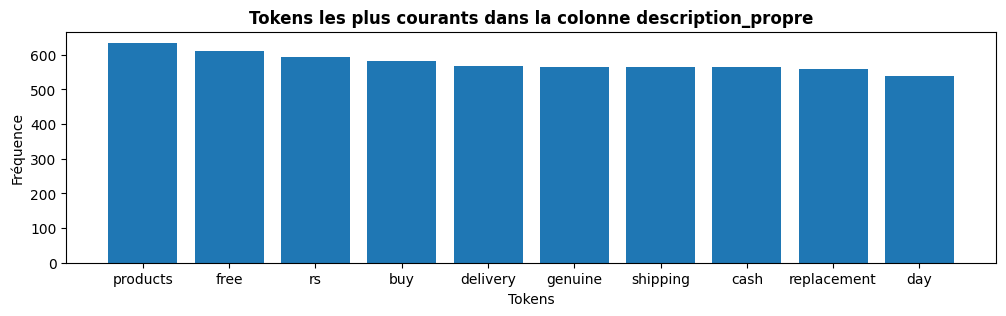 Tokens les plus courants dans la colonne description_propre
Fréquence
600
500
400
300
200
100
0
products free rs buy delivery genuine shipping cash replacement day
Tokens